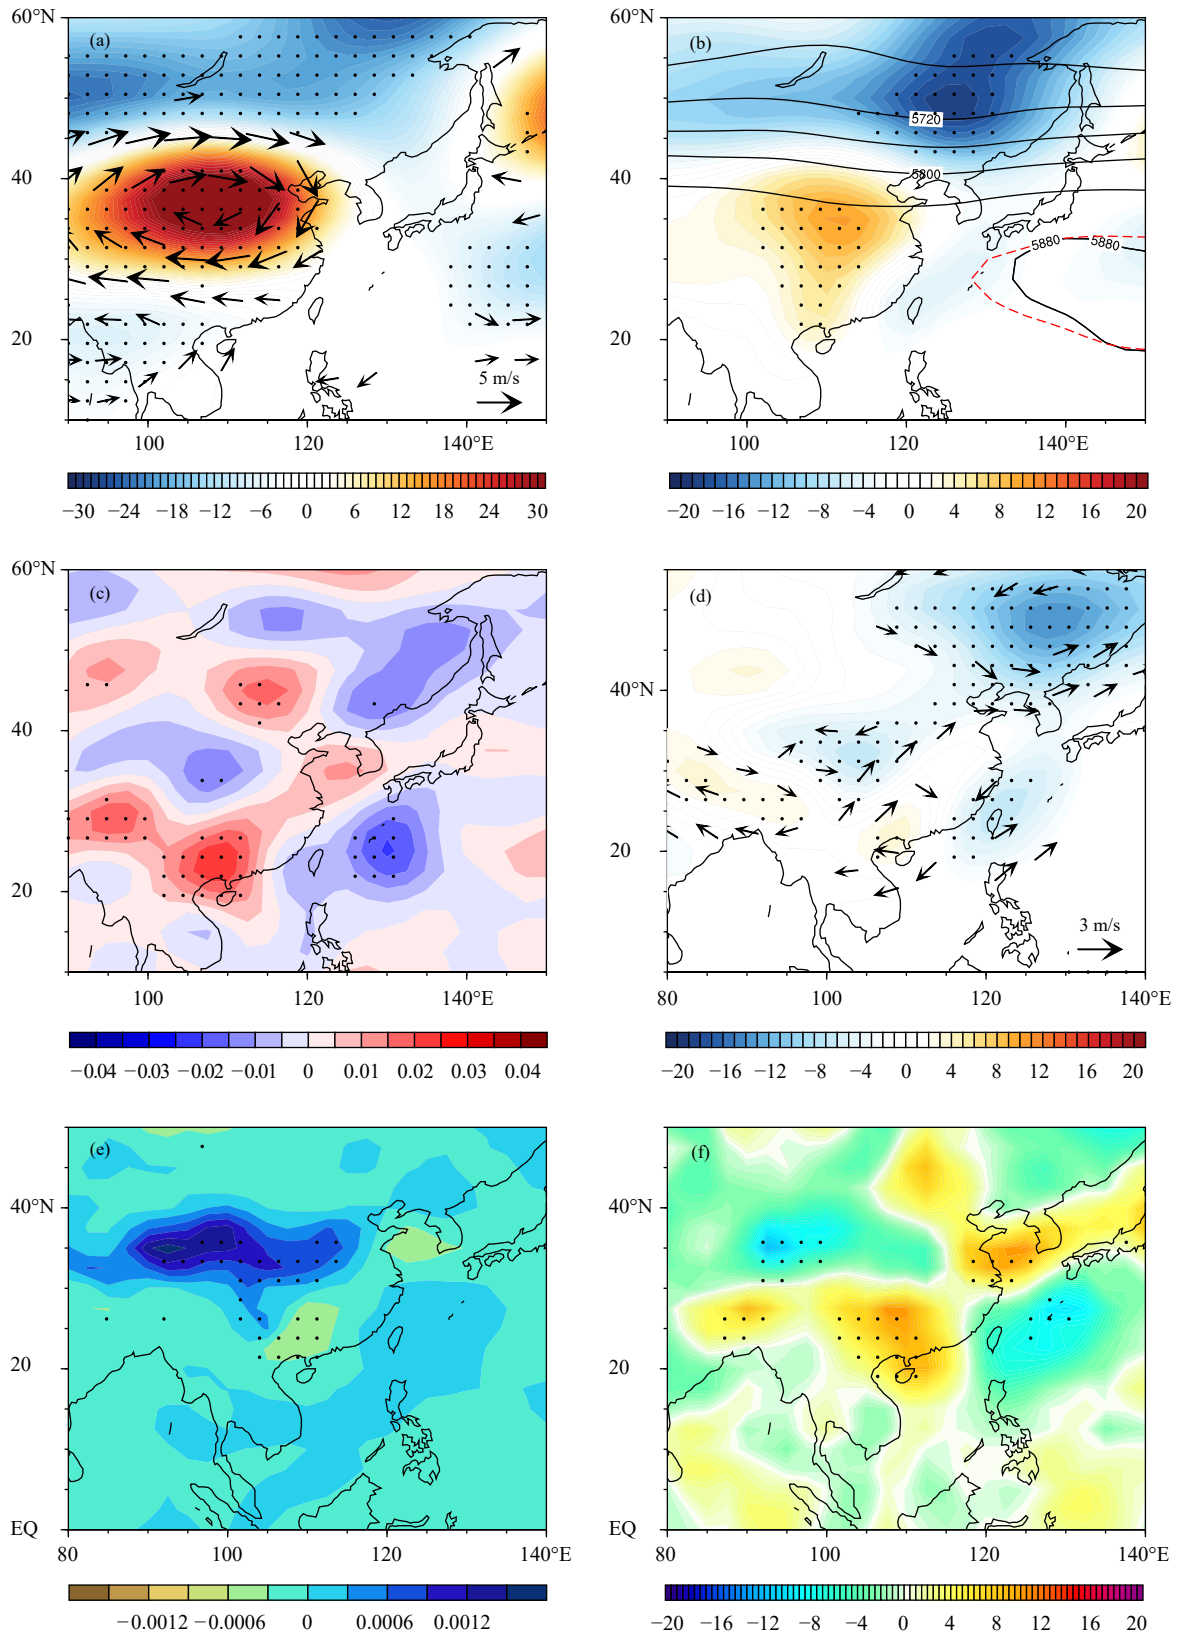 60°N
(a)
40
20
5 m/s
100
120
140°E
−30 −24 −18 −12 −6 0 6 12 18 24 30
60°N
(b)
5720
5800
40
5880
5880
20
100
120
140°E
−20 −16 −12 −8 −4 0 4 8 12 16 20
60°N
(c)
40
20
100
120
140°E
−0.04 −0.03 −0.02 −0.01 0 0.01 0.02 0.03 0.04
(d)
40°N
20
3 m/s
80
100
120
140°E
−20 −16 −12 −8 −4 0 4 8 12 16 20
(e)
40°N
20
EQ
80
100
120
140°E
−0.0012 −0.0006 0 0.0006 0.0012
(f)
40°N
20
EQ
80
100
120
140°E
−20 −16 −12 −8 −4 0 4 8 12 16 20